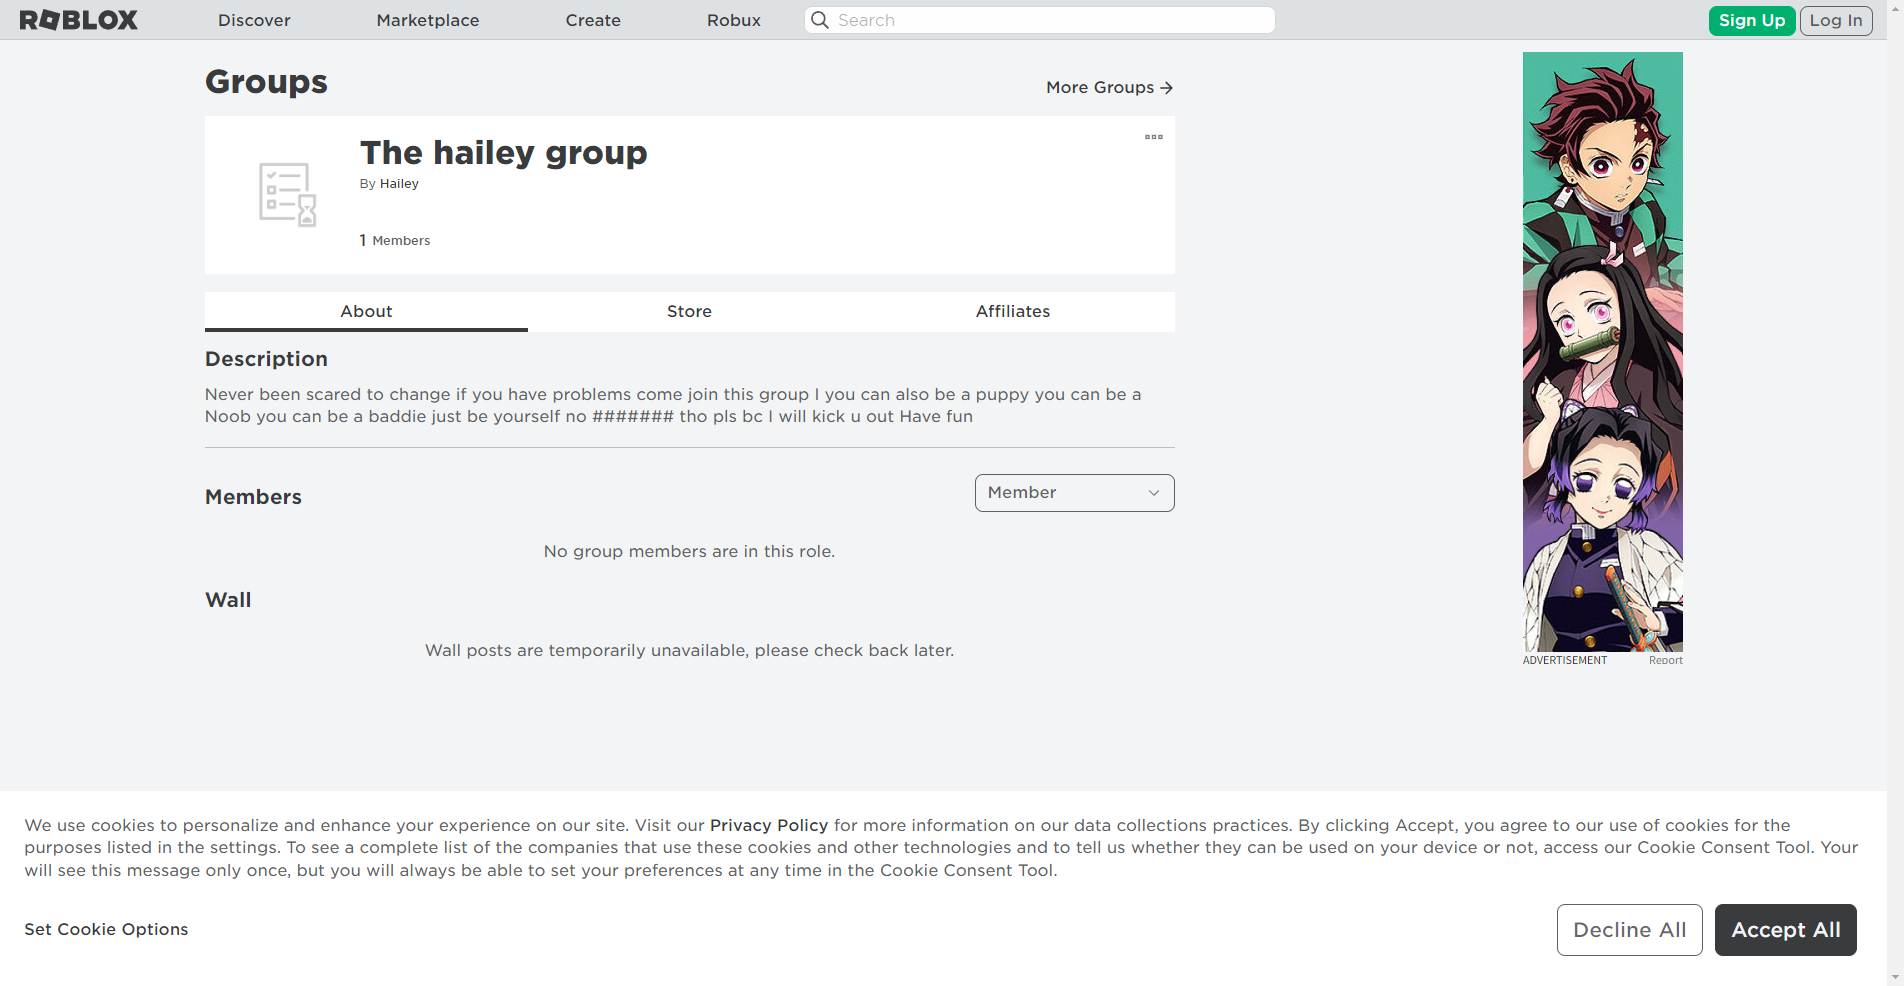 ROBLOX
Discover
Marketplace
Create
Robux
Search
Sign Up
Log In
Groups
More Groups →
The hailey group
By Hailey
1 Members
About
Store
Affiliates
Description
Never been scared to change if you have problems come join this group I you can also be a puppy you can be a
Noob you can be a baddie just be yourself no ####### tho pls bc I will kick u out Have fun
Members
Member
No group members are in this role.
Wall
Wall posts are temporarily unavailable, please check back later.
ADVERTISEMENT
Report
We use cookies to personalize and enhance your experience on our site. Visit our Privacy Policy for more information on our data collections practices. By clicking Accept, you agree to our use of cookies for the
purposes listed in the settings. To see a complete list of the companies that use these cookies and other technologies and to tell us whether they can be used on your device or not, access our Cookie Consent Tool. Your
will see this message only once, but you will always be able to set your preferences at any time in the Cookie Consent Tool.
Set Cookie Options
Decline All
Accept All